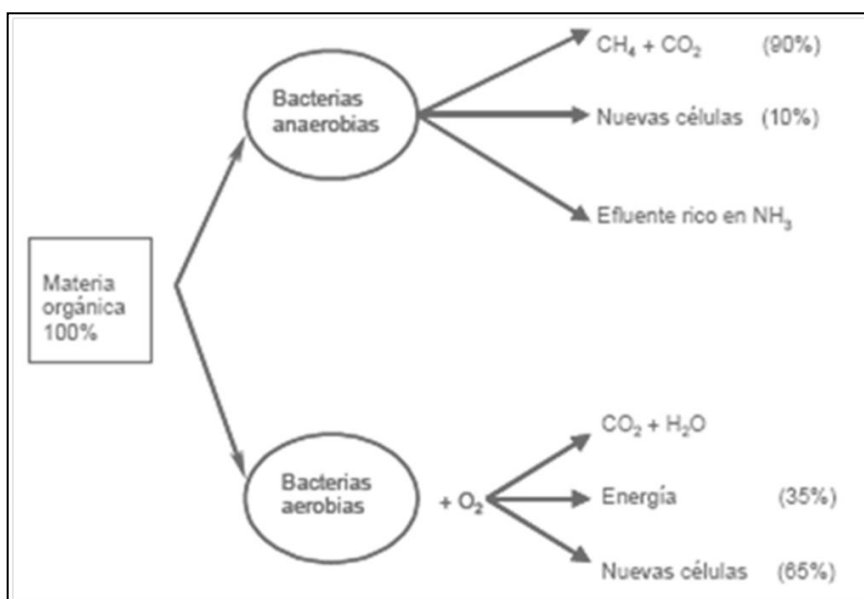 Materia
orgánica
100%
Bacterias
anaerobias
CH₄ + CO₂ (90%)
Nuevas células (10%)
Efluente rico en NH₃
Bacterias
aerobias
+ O₂
CO₂ + H₂O
Energía (35%)
Nuevas células (65%)